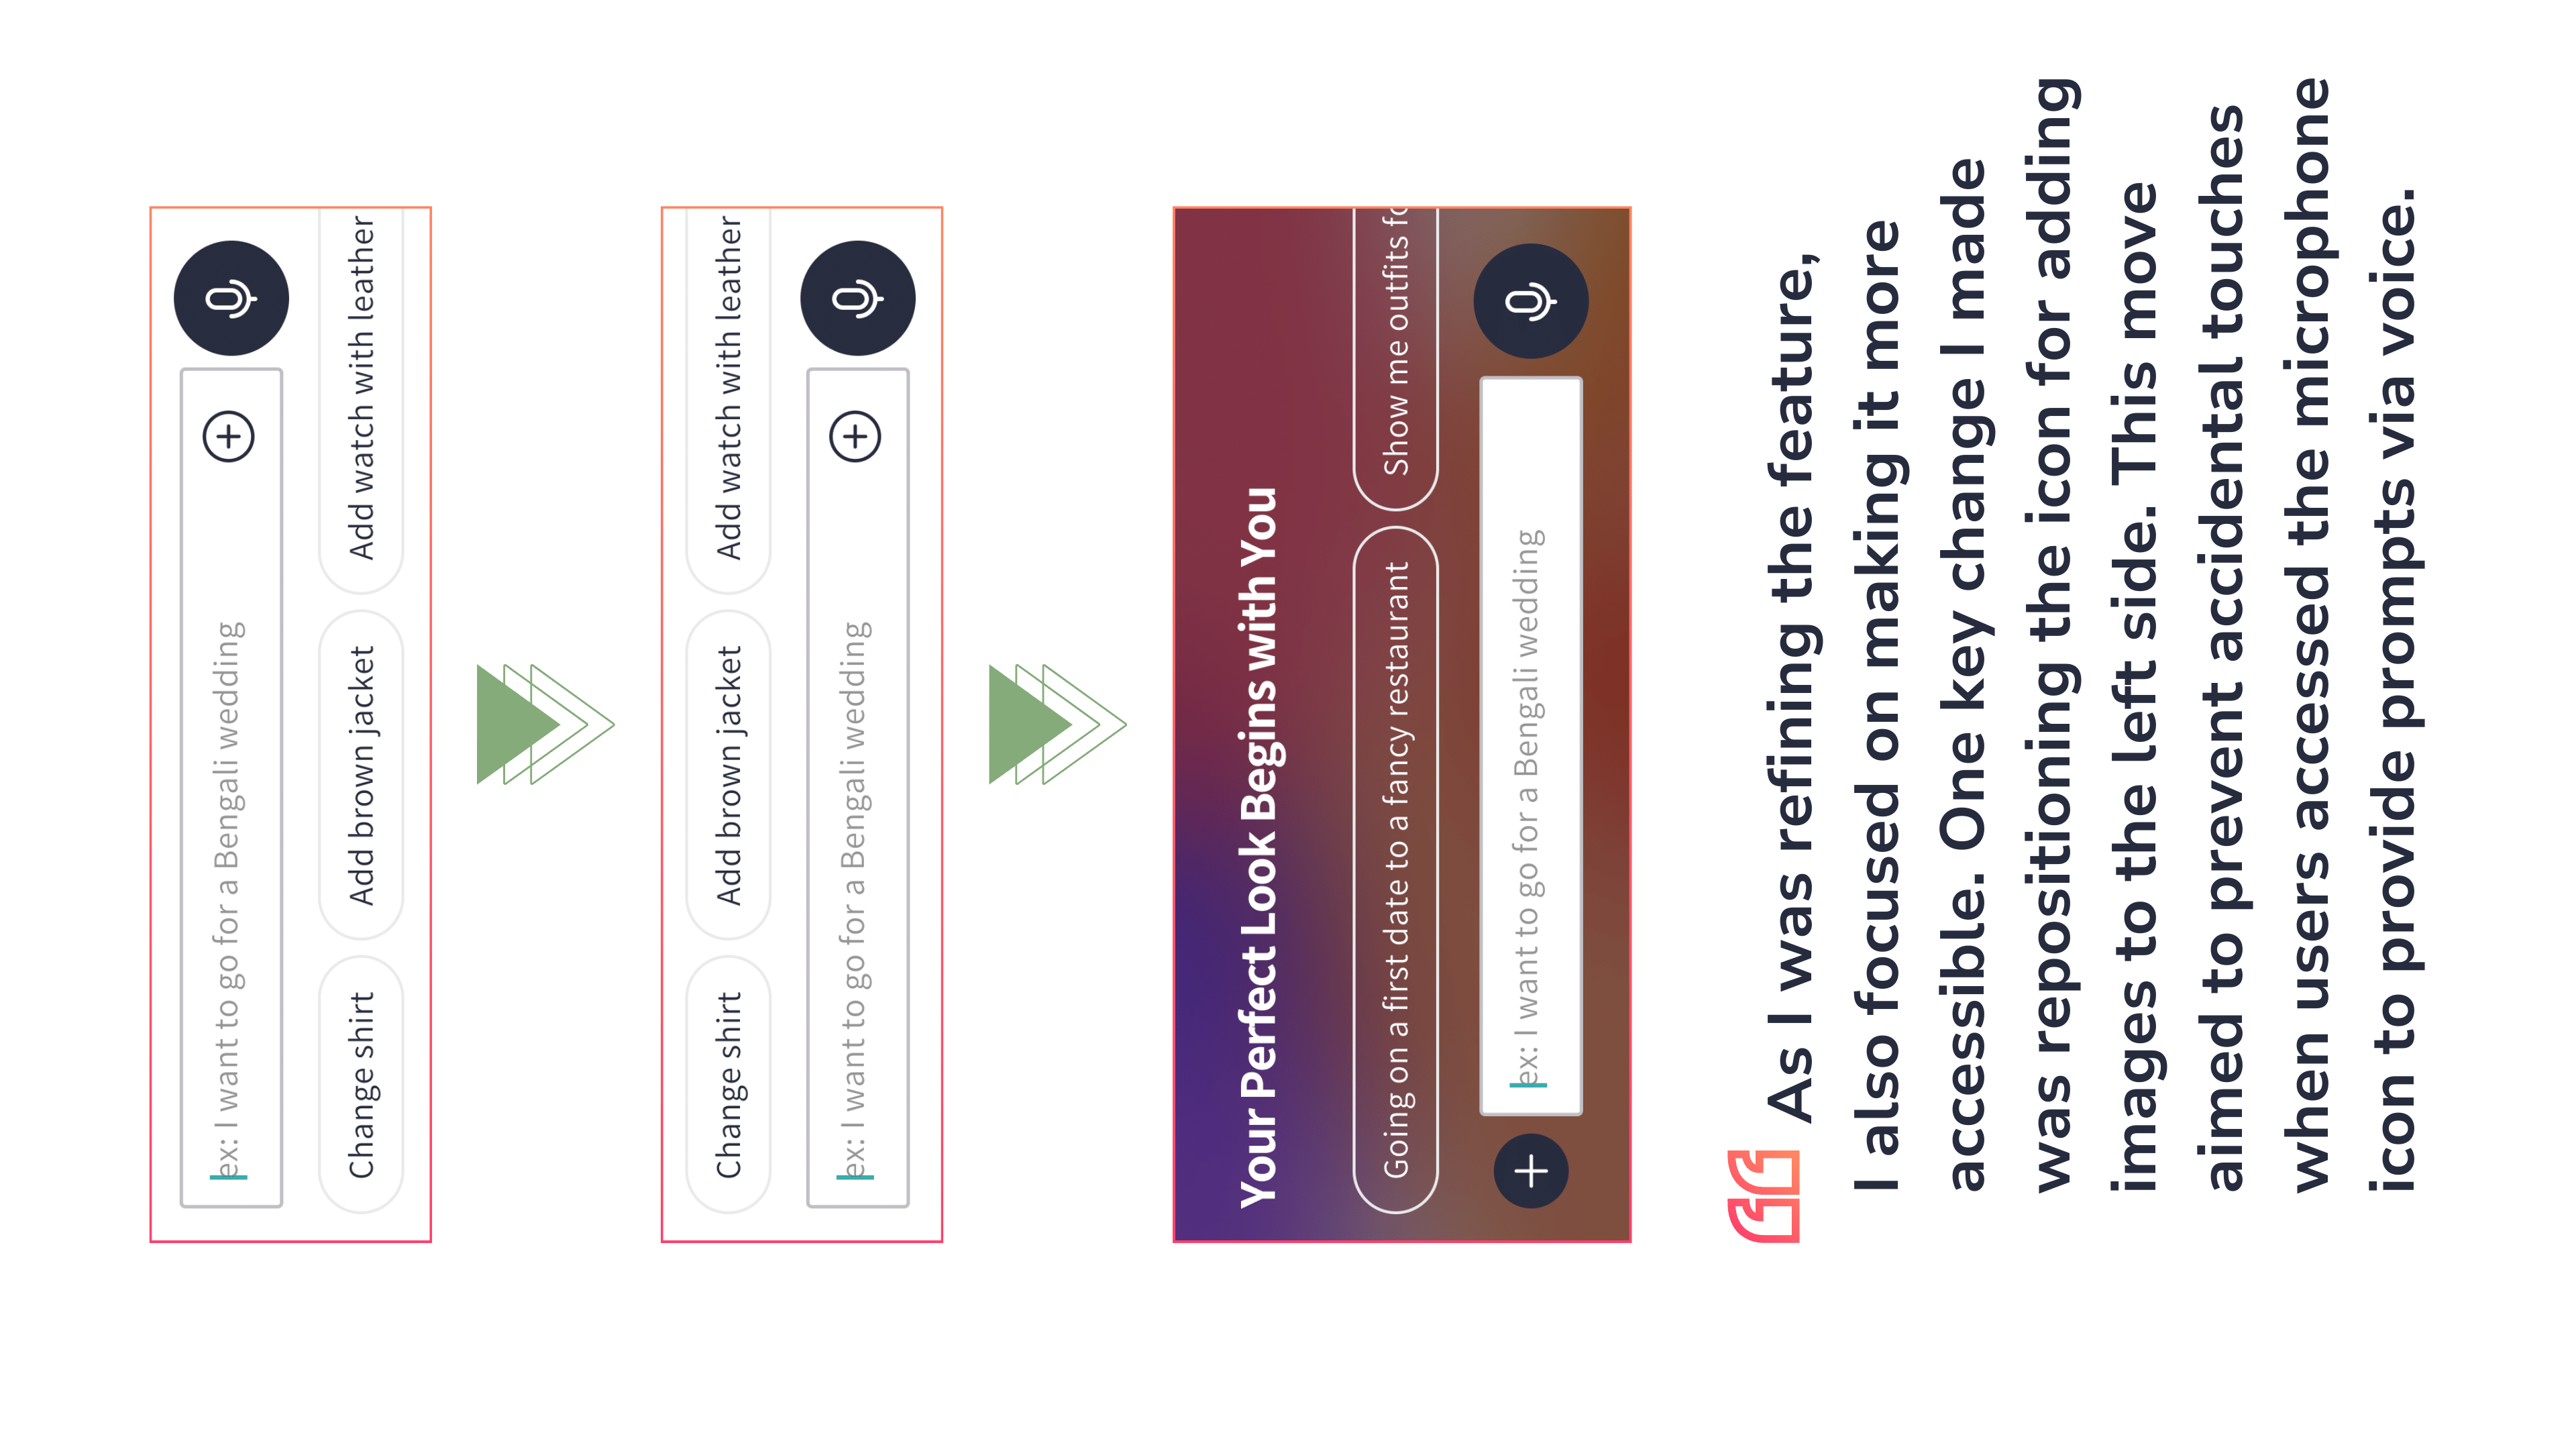 ex: I want to go for a Bengali wedding
Change shirt
Add brown jacket
Add watch with leather
Change shirt
Add brown jacket
Add watch with leather
ex: I want to go for a Bengali wedding
Your Perfect Look Begins with You
Going on a first date to a fancy restaurant
Show me outfits fo
ex: I want to go for a Bengali wedding
As I was refining the feature,
I also focused on making it more
accessible. One key change I made
was repositioning the icon for adding
images to the left side. This move
aimed to prevent accidental touches
when users accessed the microphone
icon to provide prompts via voice.